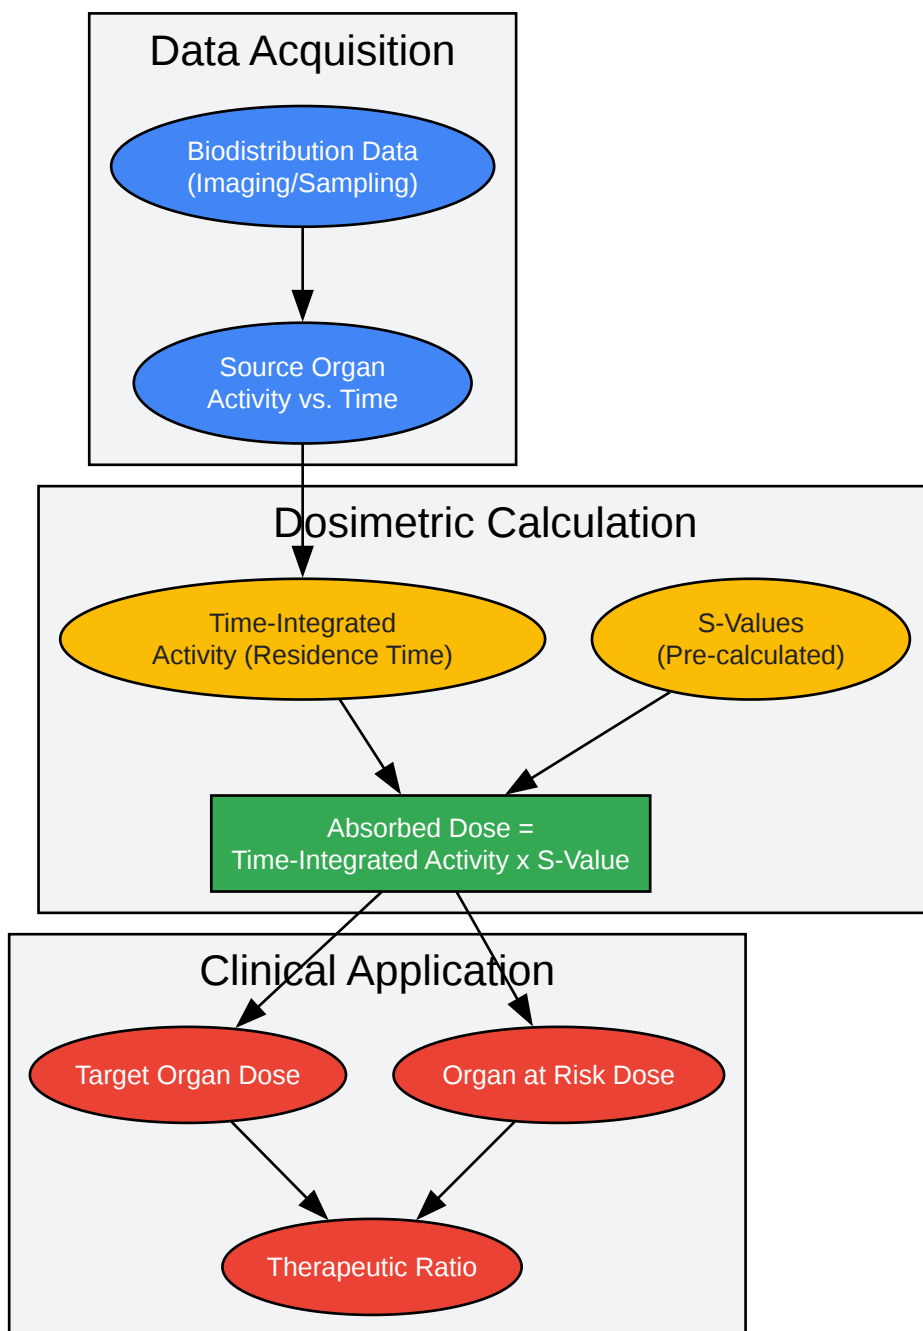 Data Acquisition
Biodistribution Data
(Imaging/Sampling)
Source Organ
Activity vs. Time
Dosimetric Calculation
Time-Integrated
Activity (Residence Time)
S-Values
(Pre-calculated)
Absorbed Dose =
Time-Integrated Activity x S-Value
Clinical Application
Target Organ Dose
Organ at Risk Dose
Therapeutic Ratio